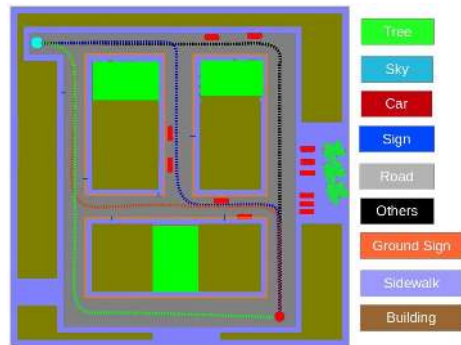 Tree
Sky
Car
Sign
Road
Others
Ground Sign
Sidewalk
Building